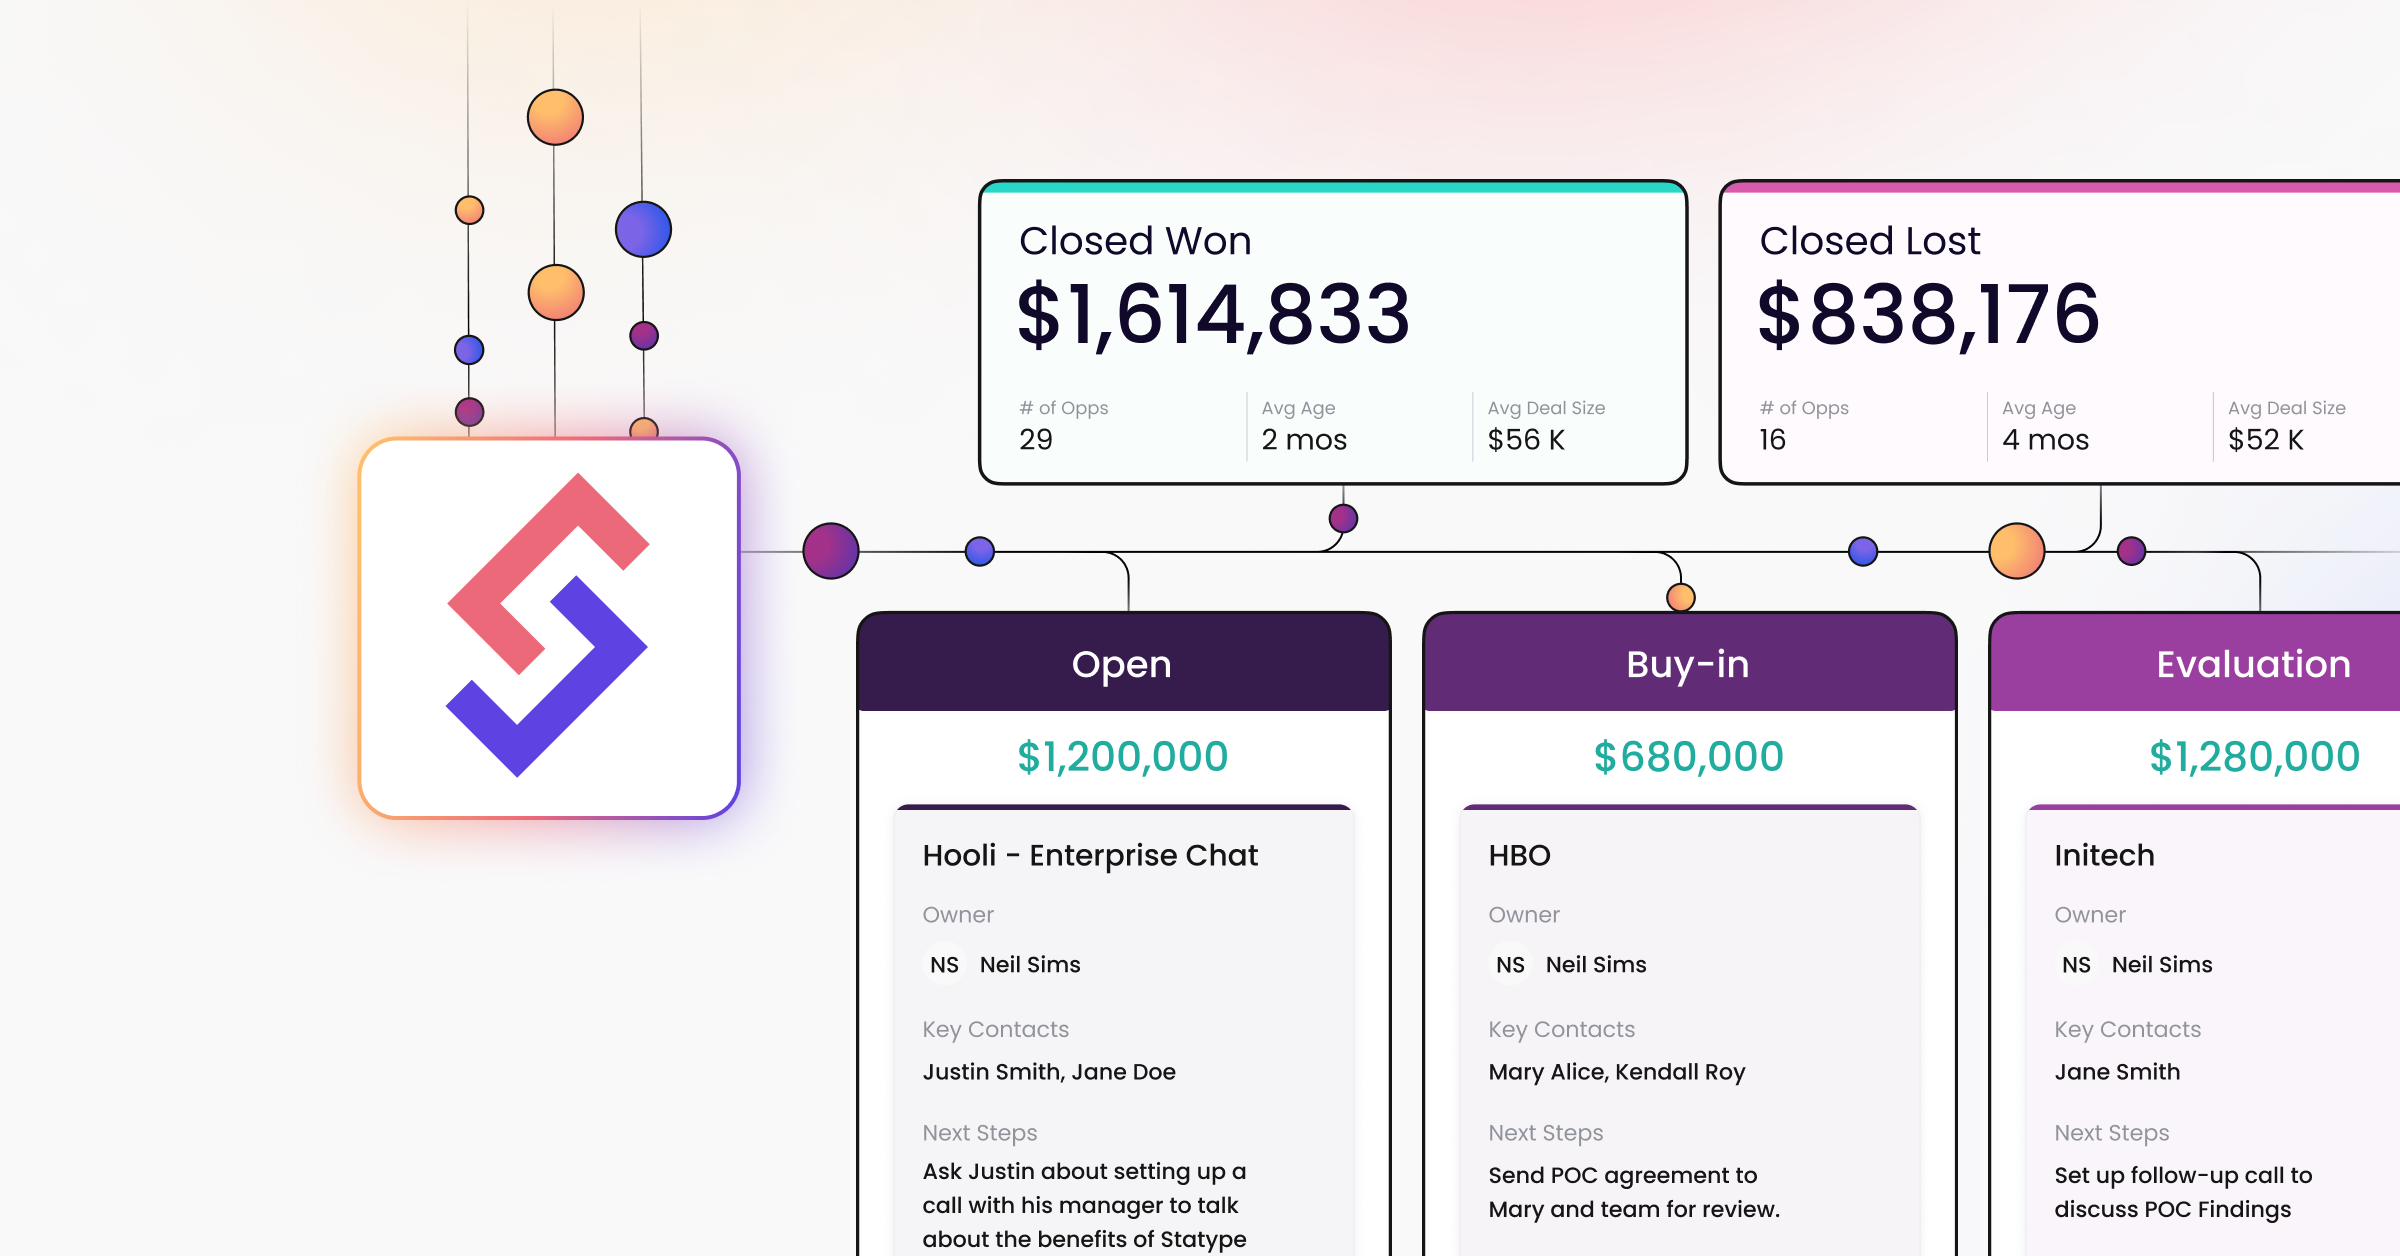 Closed Won
$1,614,833
# of Opps
29
Avg Age
2 mos
Avg Deal Size
$56 K
Closed Lost
$838,176
# of Opps
16
Avg Age
4 mos
Avg Deal Size
$52 K
Open
$1,200,000
Hooli - Enterprise Chat
Owner
NS Neil Sims
Key Contacts
Justin Smith, Jane Doe
Next Steps
Ask Justin about setting up a
call with his manager to talk
about the benefits of Statype
Buy-in
$680,000
HBO
Owner
NS Neil Sims
Key Contacts
Mary Alice, Kendall Roy
Next Steps
Send POC agreement to
Mary and team for review.
Evaluation
$1,280,000
Initech
Owner
NS Neil Sims
Key Contacts
Jane Smith
Next Steps
Set up follow-up call to
discuss POC Findings